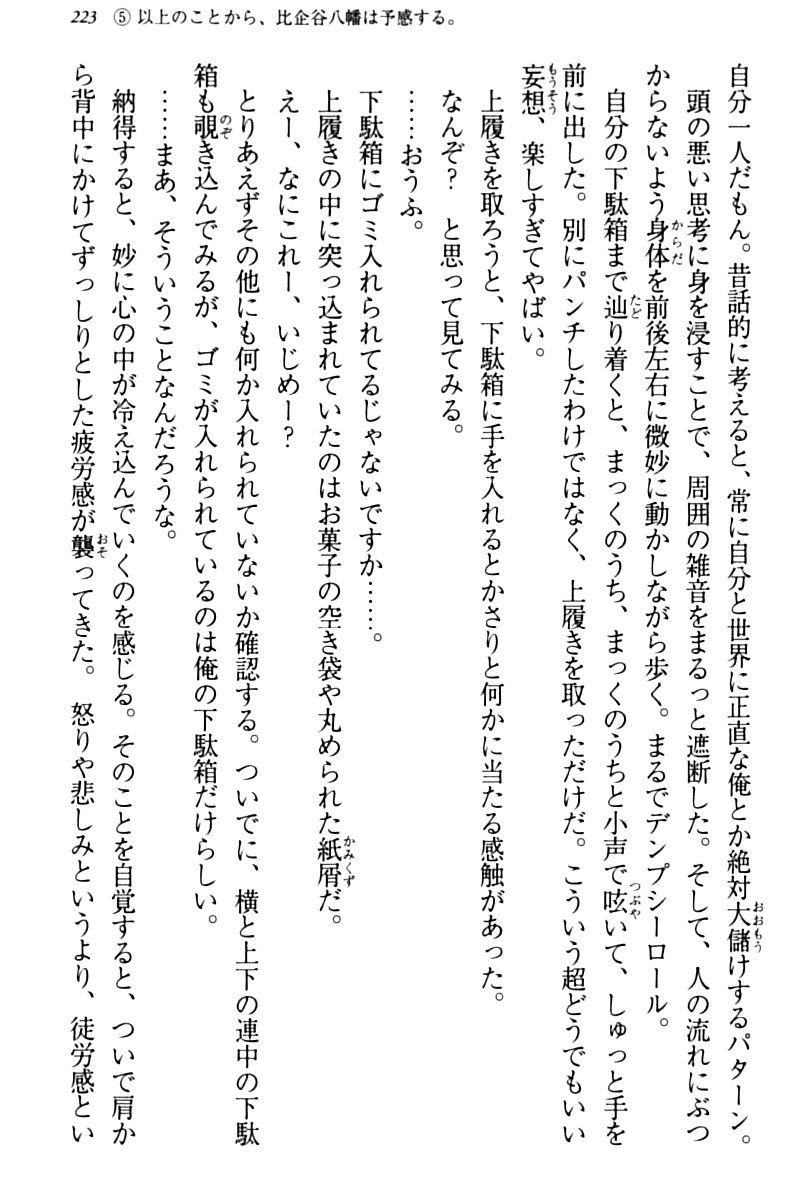 223 ⑤ 以上のことから、比企谷八幡は予感する。
自分一人だもん。昔話的に考えると、常に自分と世界に正直な俺とか絶対大儲けするパターン。
頭の悪い思考に身を浸すことで、周囲の雑音をまるっと遮断した。そして、人の流れにぶつ
からないよう身体を前後左右に微妙に動かしながら歩く。まるでデンプシーロール。
自分の下駄箱まで辿り着くと、まっくのうち、まっくのうちと小声で呟いて、しゅっと手を
前に出した。別にパンチしたわけではなく、上履きを取っただけだ。こういう超どうでもいい
妄想、楽しすぎてやばい。
上履きを取ろうと、下駄箱に手を入れるとかさりと何かに当たる感触があった。
なんぞ？　と思って見てみる。
……おうふ。
下駄箱にゴミ入れられてるじゃないですか……。
上履きの中に突っ込まれていたのはお菓子の空き袋や丸められた紙屑だ。
えー、なにこれー、いじめー？
とりあえずその他にも何か入れられていないか確認する。ついでに、横と上下の連中の下駄
箱も覗き込んでみるが、ゴミが入れられているのは俺の下駄箱だけらしい。
……まあ、そういうことなんだろうな。
納得すると、妙に心の中が冷え込んでいくのを感じる。そのことを自覚すると、ついで肩か
ら背中にかけてずっしりとした疲労感が襲ってきた。　怒りや悲しみというより、徒労感とい